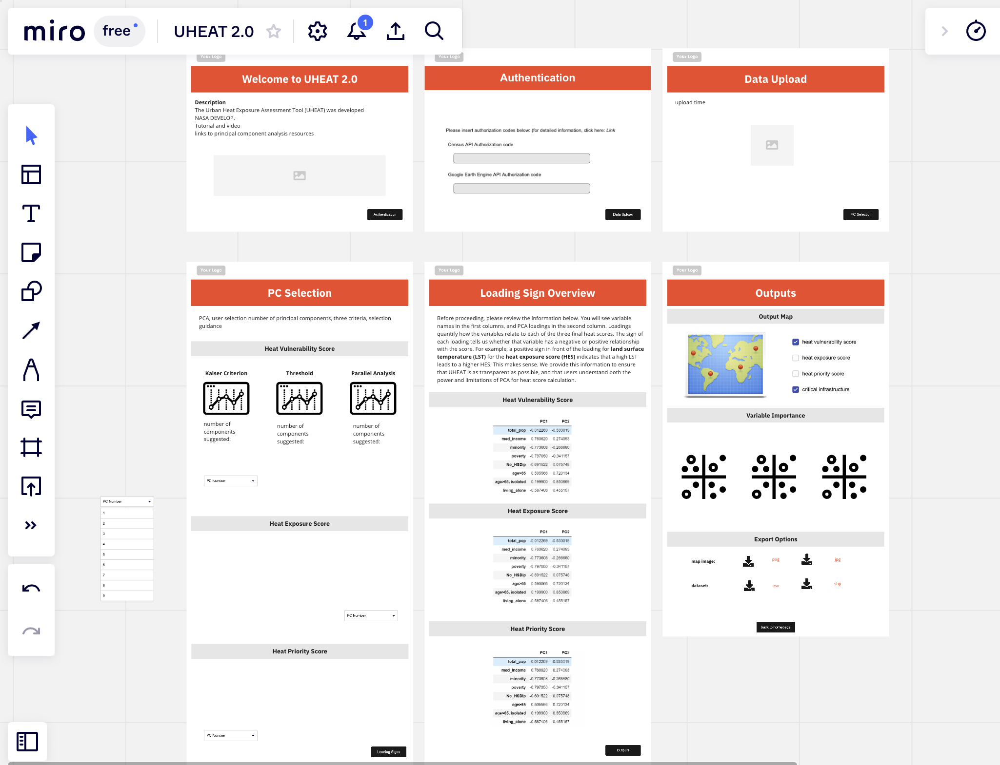 miro
free
UHEAT 2.0
1
Your Logo
Welcome to UHEAT 2.0
Description
The Urban Heat Exposure Assessment Tool (UHEAT) was developed
NASA DEVELOP.
Tutorial and video
links to principal component analysis resources
Authentication
Your Logo
Authentication
Please insert authorization codes below: (for detailed information, click here: Link
Census API Authorization code
Google Earth Engine API Authorization code
Data Upload
Your Logo
Data Upload
upload time
PC Selection
Your Logo
PC Selection
PCA, user selection number of principal components, three criteria, selection
guidance
Heat Vulnerability Score
Kaiser Criterion Threshold Parallel Analysis
number of
components
suggested:
number of
components
suggested:
number of
components
suggested:
PC Number
Heat Exposure Score
PC Number
Heat Priority Score
PC Number
Loading Signs
PC Number
1
2
3
4
5
6
7
8
9
Your Logo
Loading Sign Overview
Before proceeding, please review the information below. You will see variable
names in the first columns, and PCA loadings in the second column. Loadings
quantify how the variables relate to each of the three final heat scores. The sign of
each loading tells us whether that variable has a negative or positive relationship
with the score. For example, a positive sign in front of the loading for land surface
temperature (LST) for the heat exposure score (HES) indicates that a high LST
leads to a higher HES. This makes sense. We provide this information to ensure
that UHEAT is as transparent as possible, and that users understand both the
power and limitations of PCA for heat score calculation.
Heat Vulnerability Score
PC1 PC2
total_pop -0.012269 -0.533019
med_income 0.760620 0.274093
minority -0.773608 -0.266680
poverty -0.797050 -0.341157
No_HSDip -0.691522 0.075748
age>65 0.595566 0.720134
age>65, isolated 0.199900 0.850869
living_alone -0.587406 0.455157
Heat Exposure Score
PC1 PC2
total_pop -0.012269 -0.533019
med_income 0.760620 0.274093
minority -0.773608 -0.266680
poverty -0.797050 -0.341157
No_HSDip -0.691522 0.075748
age>65 0.595566 0.720134
age>65, isolated 0.199900 0.850869
living_alone -0.587406 0.455157
Heat Priority Score
PC1 PC2
total_pop -0.012269 -0.533019
med_income 0.760620 0.274093
minority -0.773608 -0.266680
poverty -0.797050 -0.341157
No_HSDip -0.691522 0.075748
age>65 0.595566 0.720134
age>65, isolated 0.199900 0.850869
living_alone -0.587406 0.455157
Outputs
Your Logo
Outputs
Output Map
heat vulnerability score
heat exposure score
heat priority score
critical infrastructure
Variable Importance
Export Options
map image: png jpg
dataset: csv shp
back to homepage